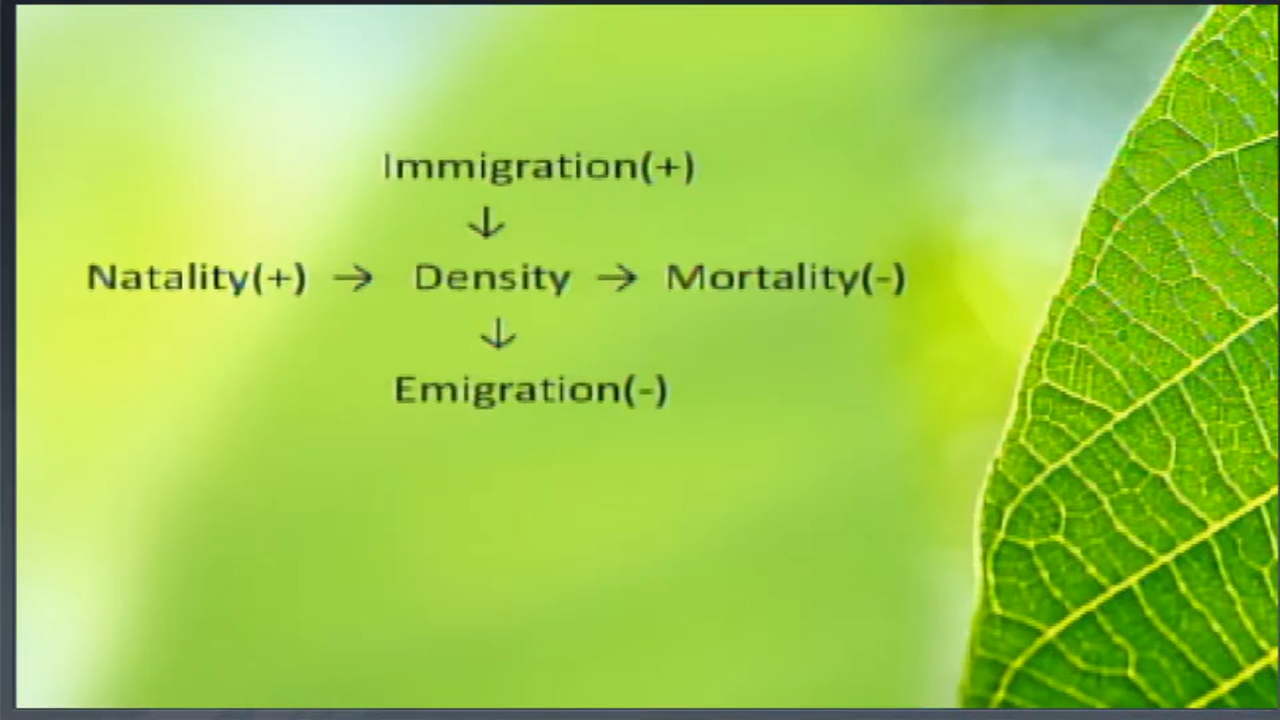 Immigration(+)
↓
Natality(+) → Density → Mortality(-)
↓
Emigration(-)